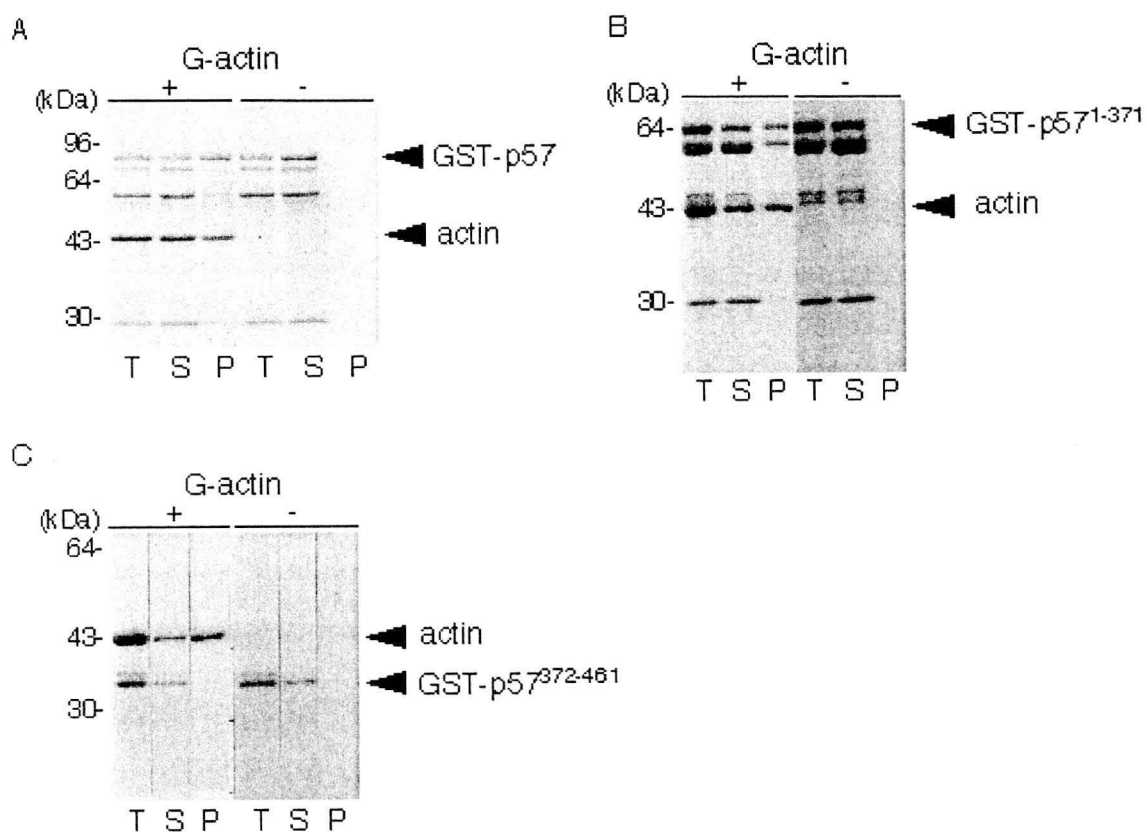 A
G-actin
+ -
(kDa)
96-
64-
43-
30-
GST-p57
actin
T S P T S P
B
G-actin
+ -
(kDa)
64-
43-
30-
GST-p57¹⁻³⁷¹
actin
T S P T S P
C
G-actin
+ -
(kDa)
64-
43-
30-
actin
GST-p57³⁷²⁻⁴⁶¹
T S P T S P